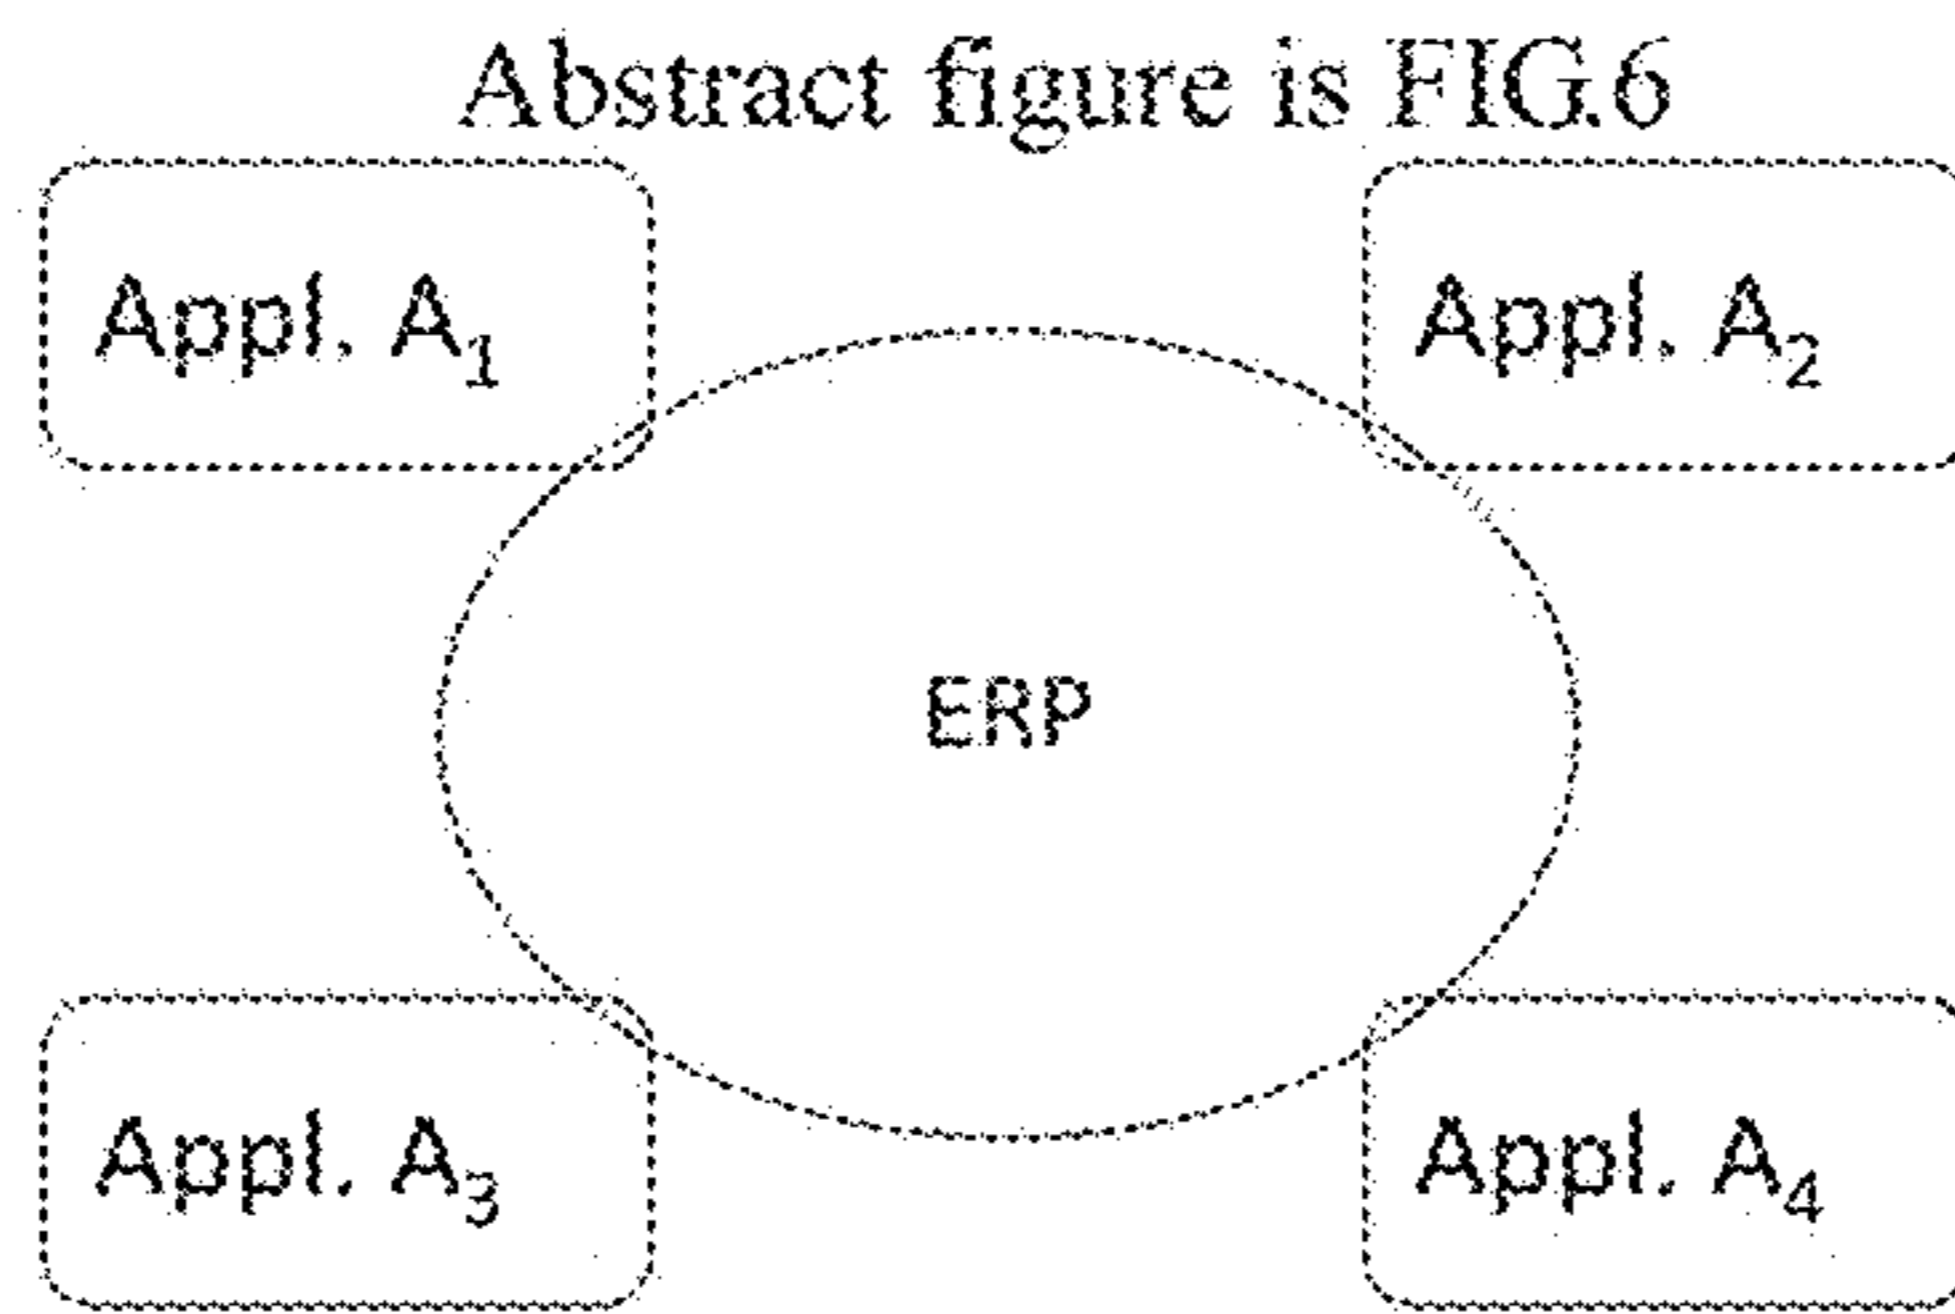 Abstract figure is FIG.6
Appl. A₁
Appl. A₂
ERP
Appl. A₃
Appl. A₄